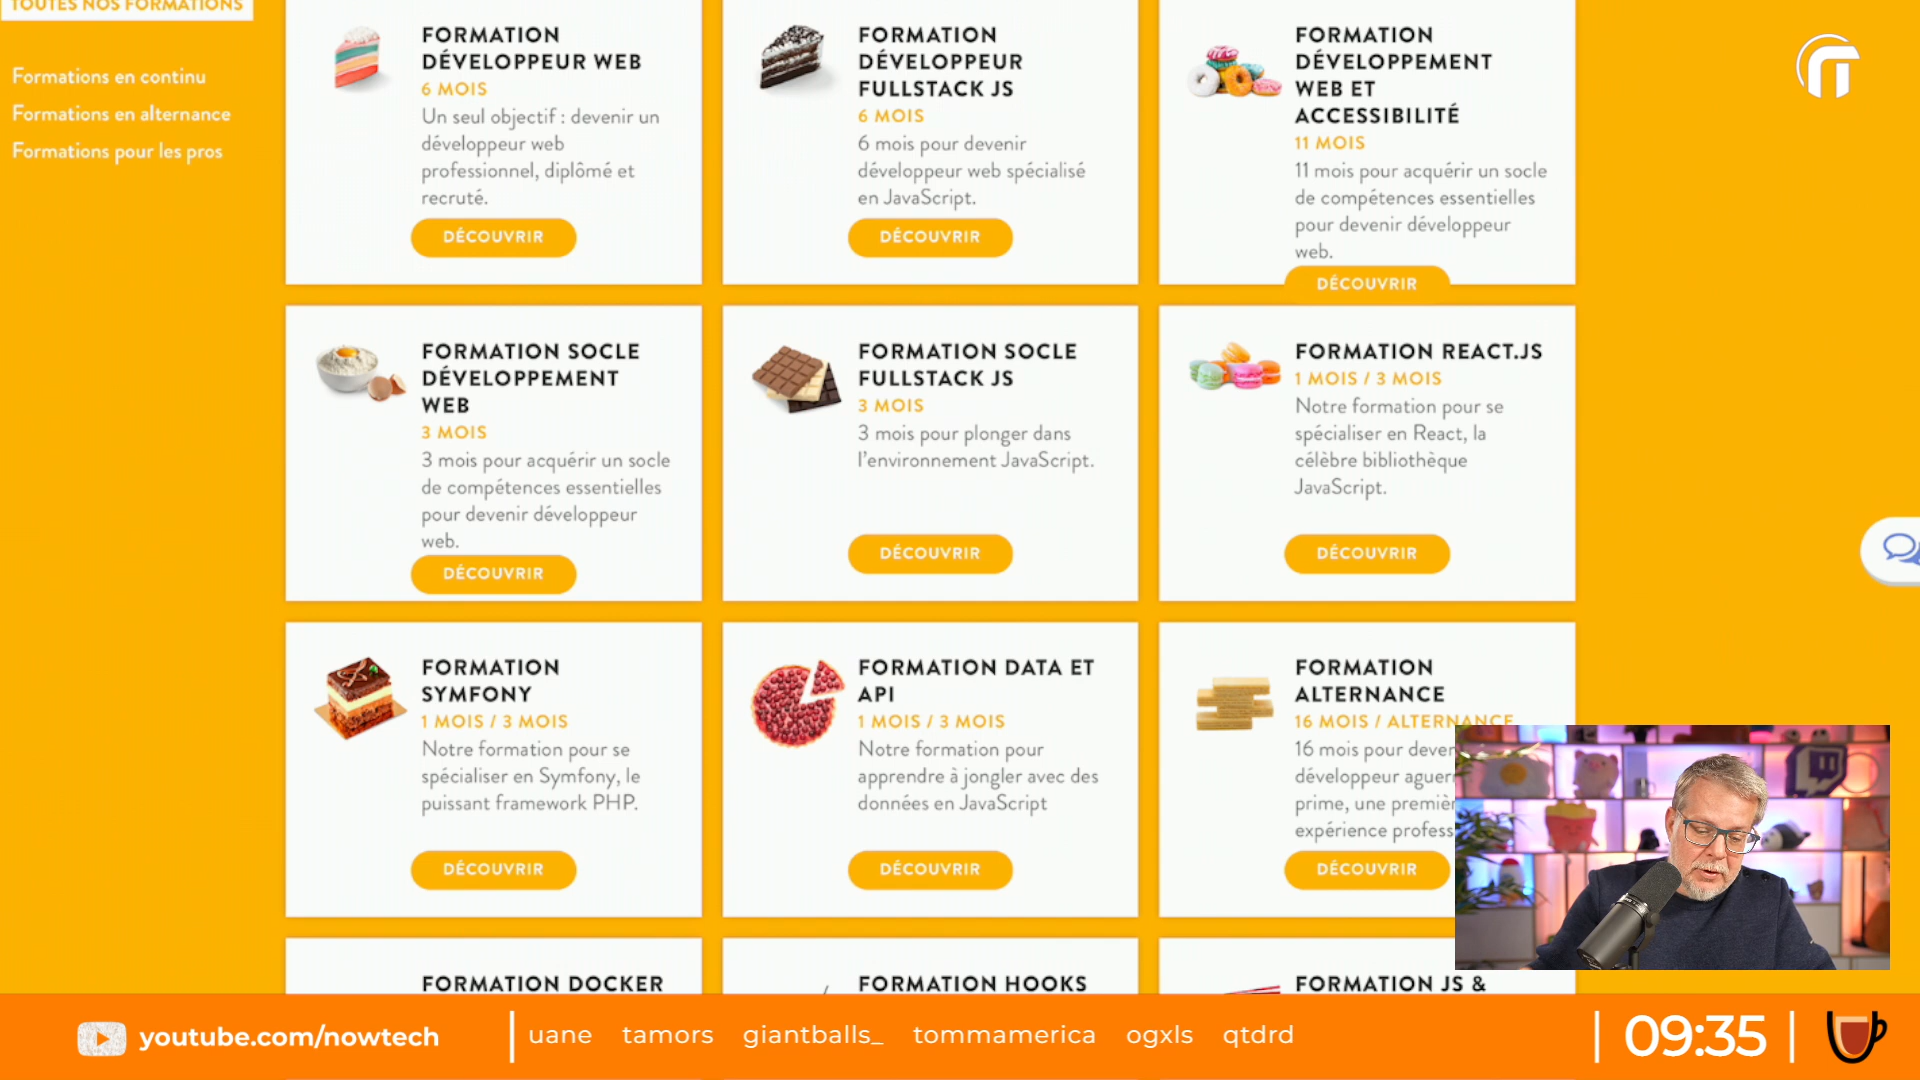 TOUTES NOS FORMATIONS
Formations en continu
Formations en alternance
Formations pour les pros
FORMATION
DÉVELOPPEUR WEB
6 MOIS
Un seul objectif : devenir un
développeur web
professionnel, diplômé et
recruté.
DÉCOUVRIR
FORMATION
DÉVELOPPEUR
FULLSTACK JS
6 MOIS
6 mois pour devenir
développeur web spécialisé
en JavaScript.
DÉCOUVRIR
FORMATION
DÉVELOPPEMENT
WEB ET
ACCESSIBILITÉ
11 MOIS
11 mois pour acquérir un socle
de compétences essentielles
pour devenir développeur
web.
DÉCOUVRIR
FORMATION SOCLE
DÉVELOPPEMENT
WEB
3 MOIS
3 mois pour acquérir un socle
de compétences essentielles
pour devenir développeur
web.
DÉCOUVRIR
FORMATION SOCLE
FULLSTACK JS
3 MOIS
3 mois pour plonger dans
l'environnement JavaScript.
DÉCOUVRIR
FORMATION REACT.JS
1 MOIS / 3 MOIS
Notre formation pour se
spécialiser en React, la
célèbre bibliothèque
JavaScript.
DÉCOUVRIR
FORMATION
SYMFONY
1 MOIS / 3 MOIS
Notre formation pour se
spécialiser en Symfony, le
puissant framework PHP.
DÉCOUVRIR
FORMATION DATA ET
API
1 MOIS / 3 MOIS
Notre formation pour
apprendre à jongler avec des
données en JavaScript
DÉCOUVRIR
FORMATION
ALTERNANCE
16 MOIS / ALTERNANCE
16 mois pour deven
développeur aguer
prime, une premièr
expérience profess
DÉCOUVRIR
FORMATION DOCKER
FORMATION HOOKS
FORMATION JS &
youtube.com/nowtech
uane tamors giantballs_ tommamerica ogxls qtdrd
09:35